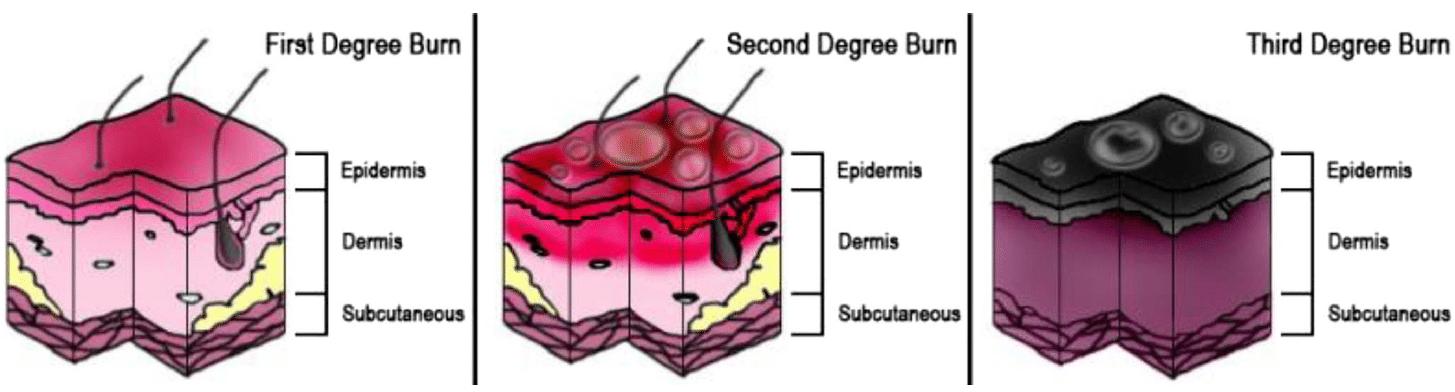 First Degree Burn
Epidermis
Dermis
Subcutaneous
Second Degree Burn
Epidermis
Dermis
Subcutaneous
Third Degree Burn
Epidermis
Dermis
Subcutaneous